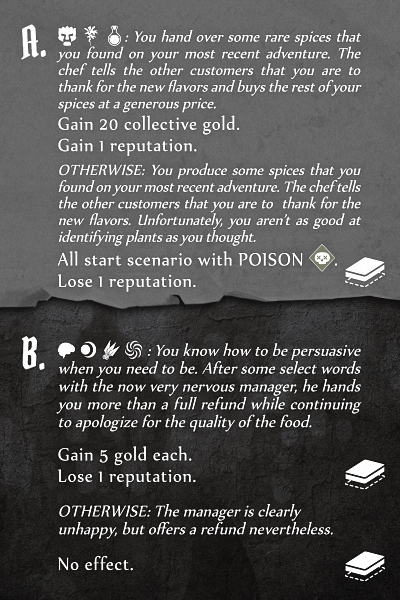 A.
: You hand over some rare spices that
you found on your most recent adventure. The
chef tells the other customers that you are to
thank for the new flavors and buys the rest of your
spices at a generous price.
Gain 20 collective gold.
Gain 1 reputation.
OTHERWISE: You produce some spices that you
found on your most recent adventure. The chef tells
the other customers that you are to thank for the
new flavors. Unfortunately, you aren't as good at
identifying plants as you thought.
All start scenario with POISON .
Lose 1 reputation.
B.
: You know how to be persuasive
when you need to be. After some select words
with the now very nervous manager, he hands
you more than a full refund while continuing
to apologize for the quality of the food.
Gain 5 gold each.
Lose 1 reputation.
OTHERWISE: The manager is clearly
unhappy, but offers a refund nevertheless.
No effect.